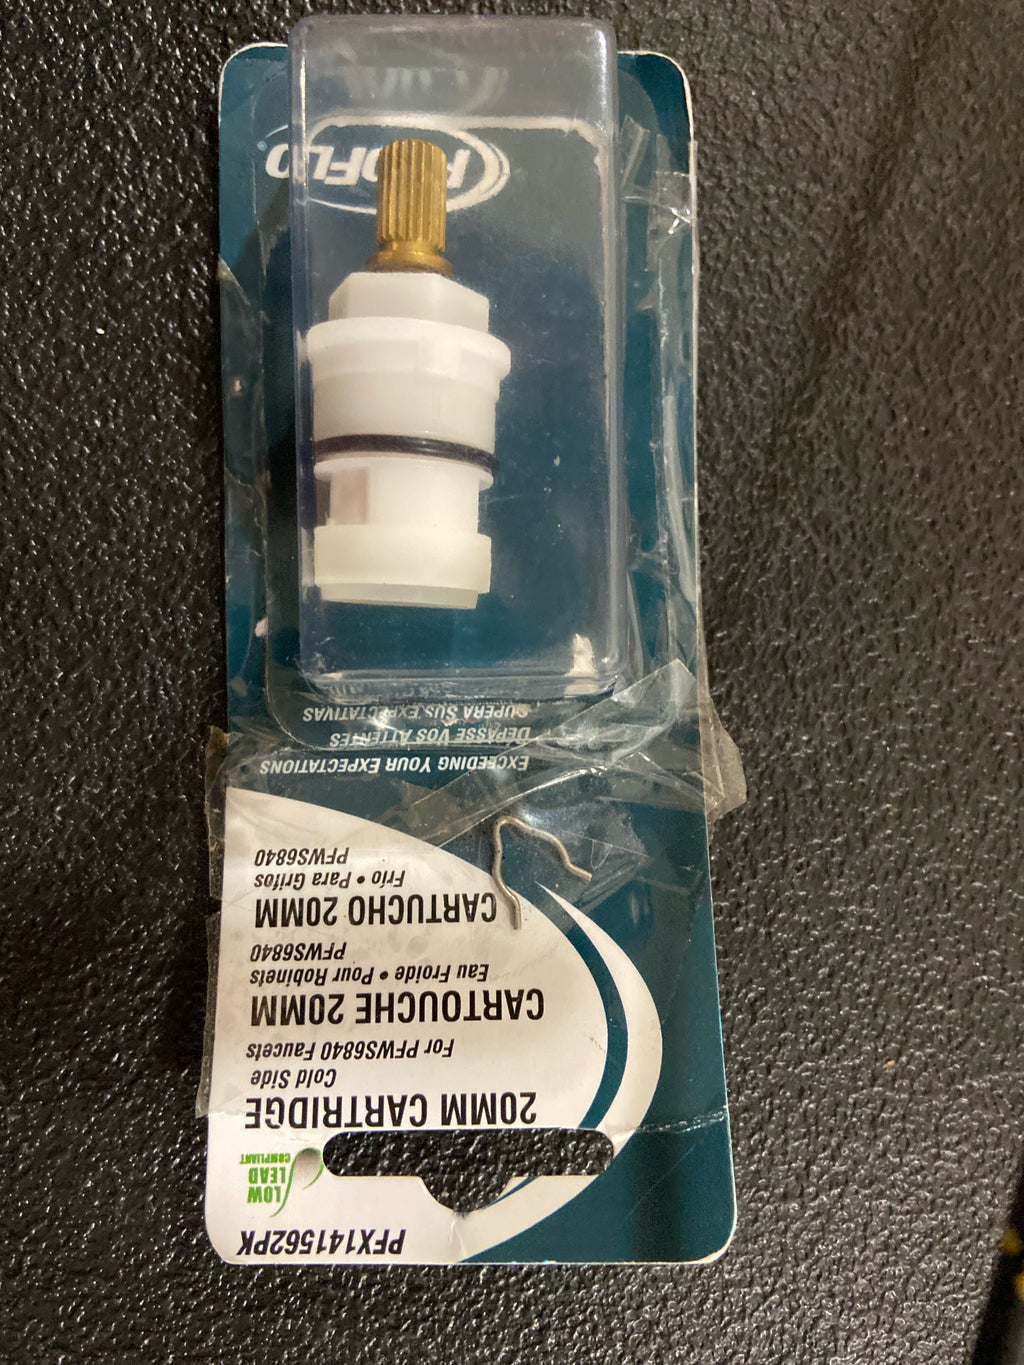 PFX141562PK
LOW
LEAD
COMPLIANT
20MM CARTRIDGE
Cold Side
For PFWS6840 Faucets
CARTOUCHE 20MM
Eau Froide • Pour Robinets
PFWS6840
CARTUCHO 20MM
Frío • Para Grifos
PFWS6840
EXCEEDING YOUR EXPECTATIONS
DÉPASSE VOS ATTENTES
SUPERA SUS EXPECTATIVAS
PROFLO®